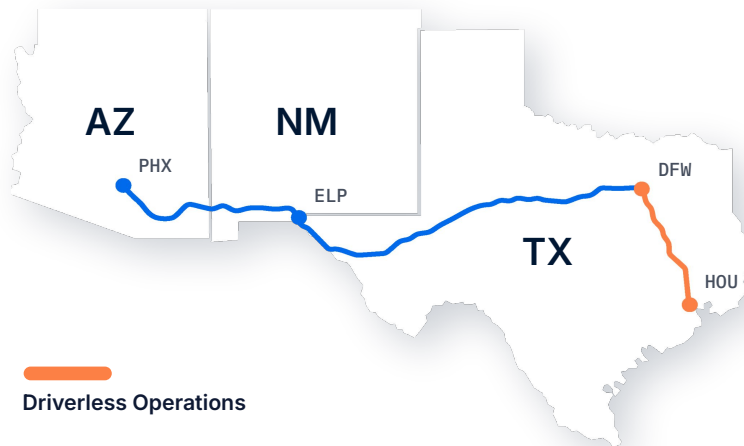 AZ
NM
PHX
DFW
ELP
TX
HOU
Driverless Operations